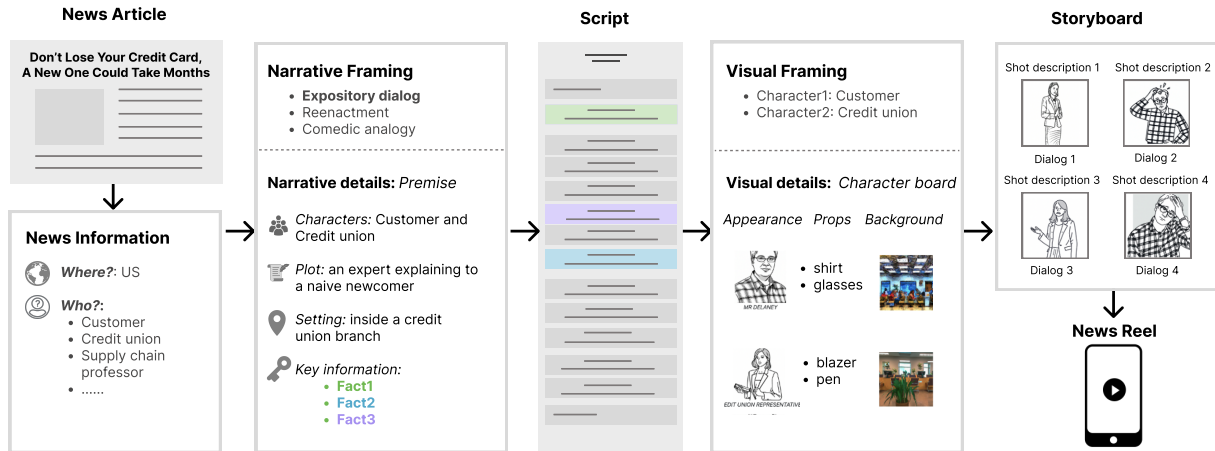 News Article
Don't Lose Your Credit Card,
A New One Could Take Months
News Information
Where?: US
Who?:
• Customer
• Credit union
• Supply chain
professor
• ......
Narrative Framing
• Expository dialog
• Reenactment
• Comedic analogy
Narrative details: Premise
Characters: Customer and
Credit union
Plot: an expert explaining to
a naive newcomer
Setting: inside a credit
union branch
Key information:
• Fact1
• Fact2
• Fact3
Script
Visual Framing
• Character1: Customer
• Character2: Credit union
Visual details: Character board
Appearance Props Background
• shirt
• glasses
MR DELANEY
• blazer
• pen
EDIT UNION REPRESENTATIVE
Storyboard
Shot description 1 Shot description 2
Dialog 1 Dialog 2
Shot description 3 Shot description 4
Dialog 3 Dialog 4
News Reel